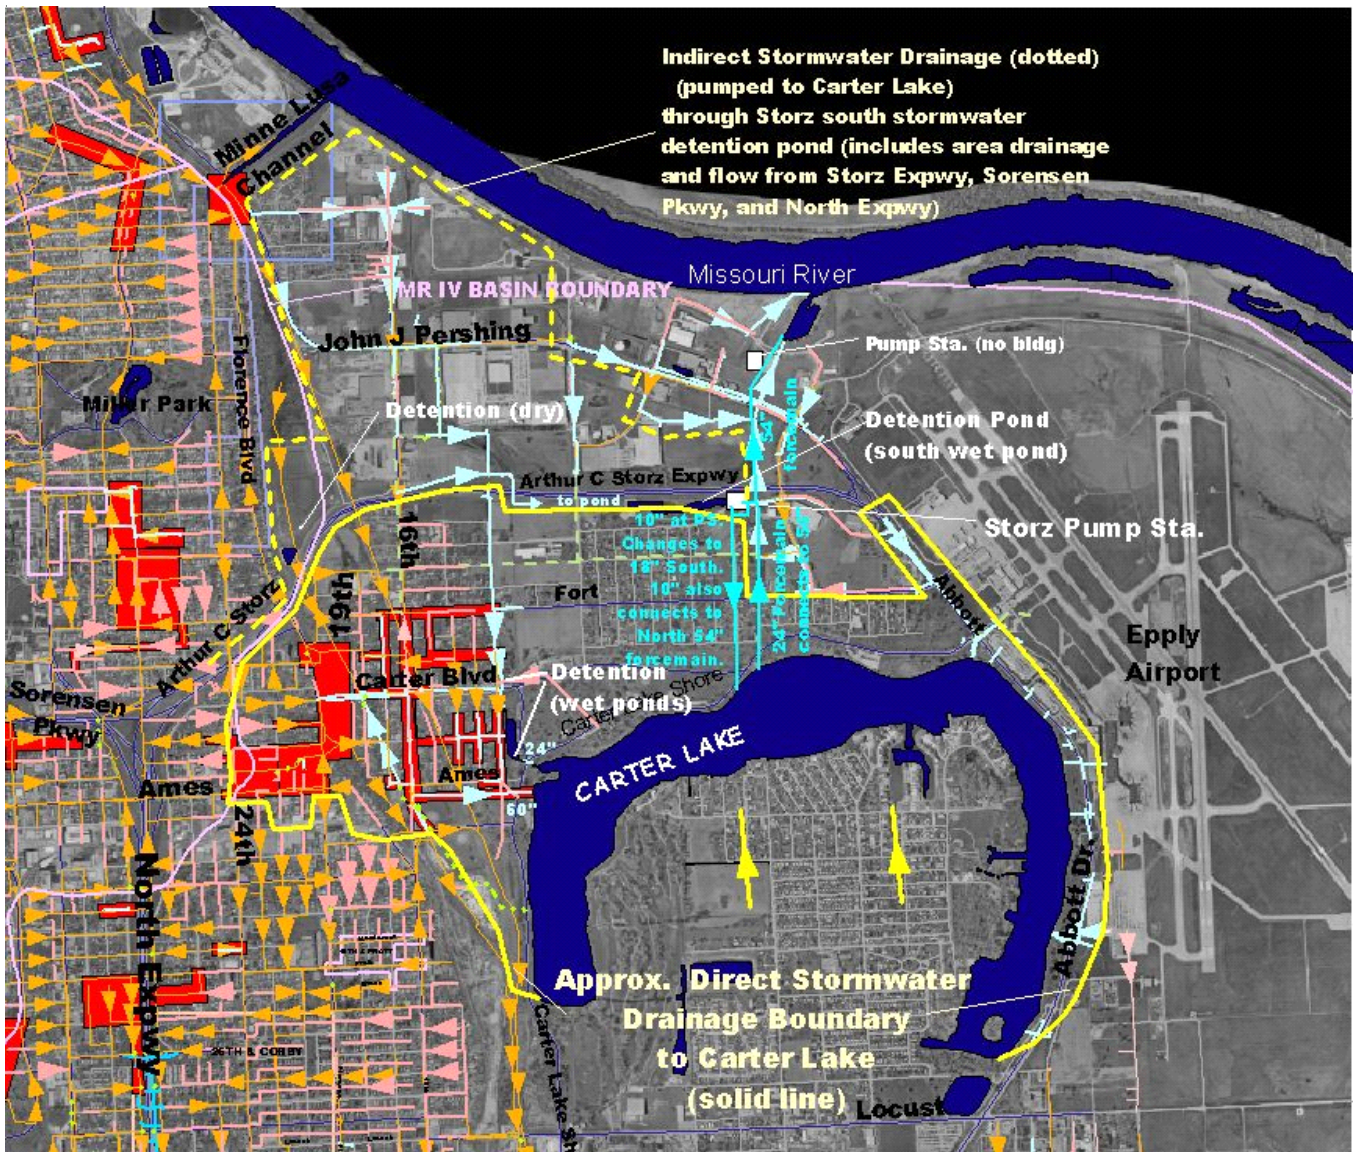 Indirect Stormwater Drainage (dotted)
(pumped to Carter Lake)
through Storz south stormwater
detention pond (includes area drainage
and flow from Storz Expwy, Sorensen
Pkwy, and North Expwy)
Minne Lusa
Channel
Missouri River
MR IV BASIN BOUNDARY
John J Pershing
Pump Sta. (no bldg)
Florence Blvd
Miller Park
Detention (dry)
54"
forcemain
Detention Pond
(south wet pond)
Arthur C Storz Expwy
to pond
Storz Pump Sta.
16th
10" at PS.
Changes to
18" South.
10" also
connects to
North 54"
forcemain.
24" Forcemain
connects to 54"
Fort
Abbott
19th
Arthur C Storz
Epply
Airport
Sorensen
Pkwy
Carter Blvd
Detention
(wet ponds)
Carter Lake Shore
CARTER LAKE
24"
Ames
Ames
60"
24th
North Expwy
Abbott Dr.
Approx. Direct Stormwater
Drainage Boundary
to Carter Lake
(solid line)
Carter Lake Sh
26TH & CORBY
Locust